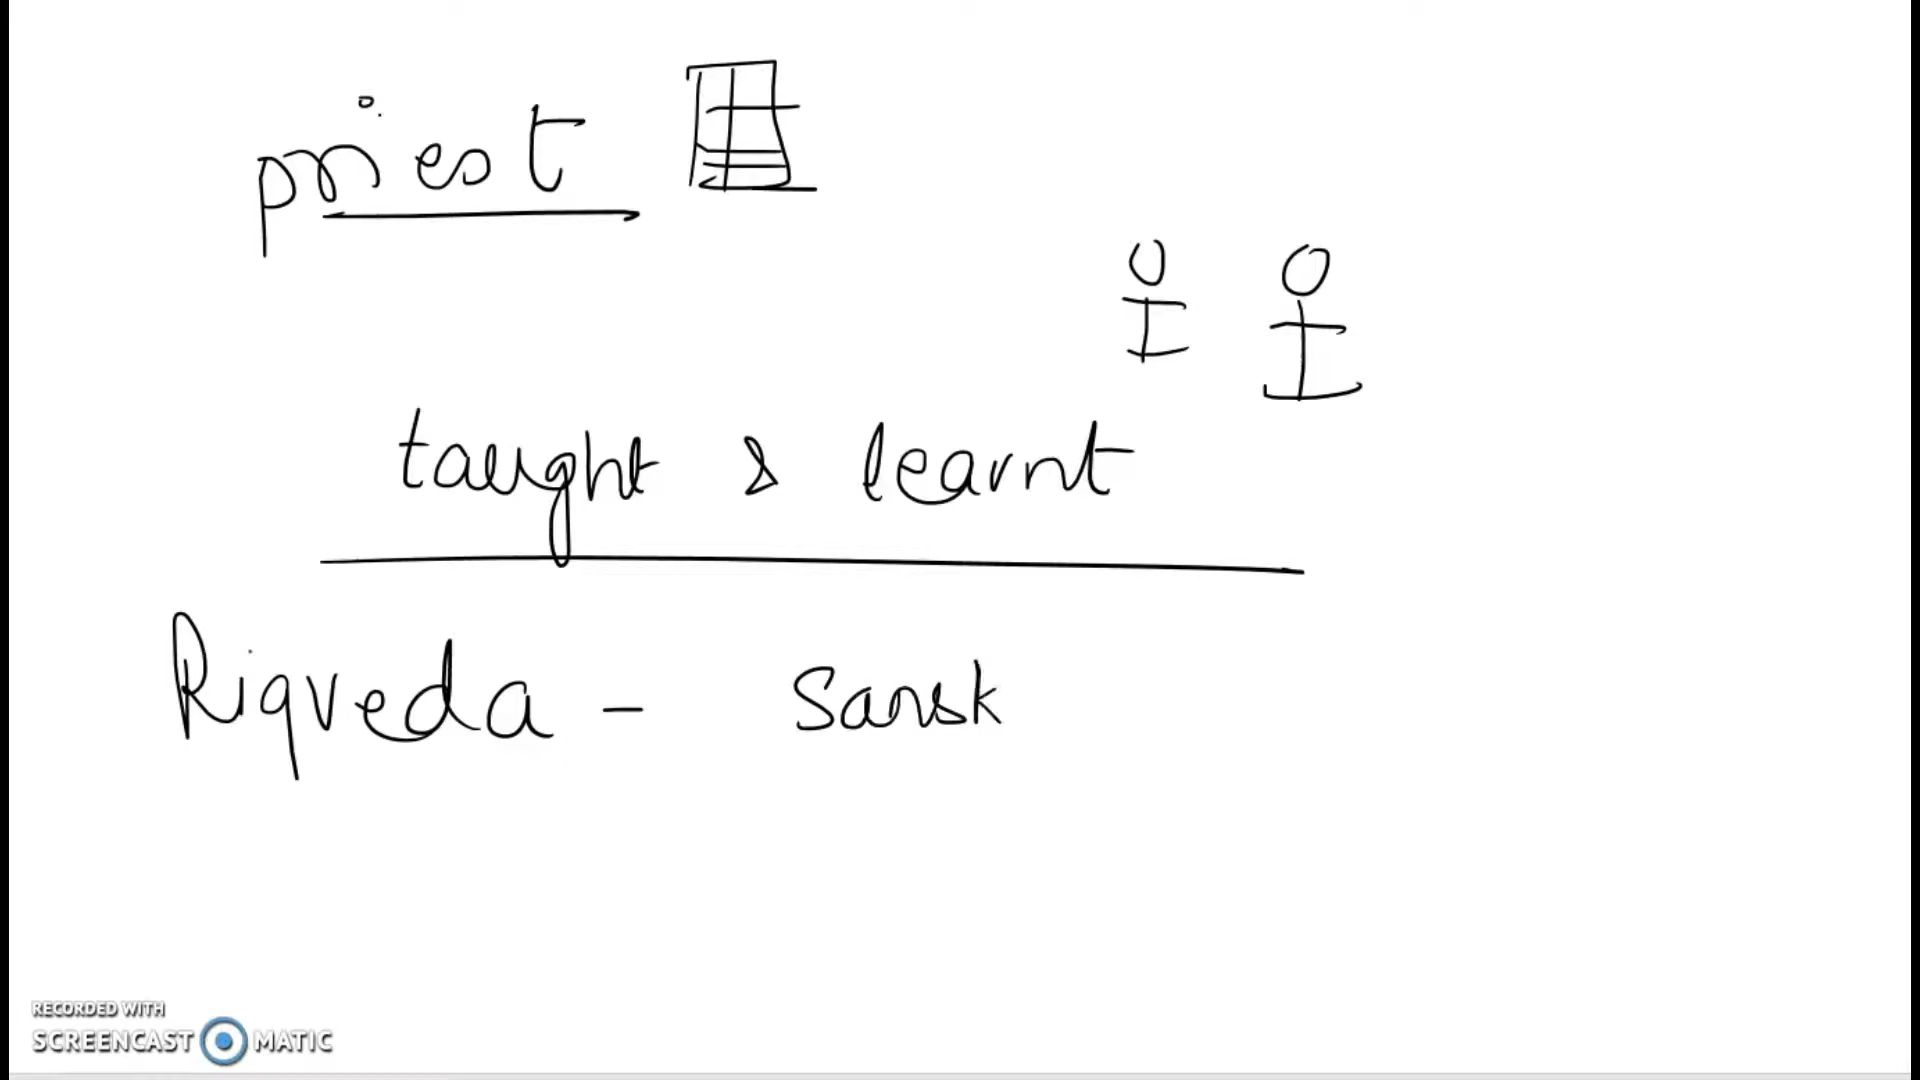 priest
taught & learnt
Rigveda - Sansk
RECORDED WITH
SCREENCAST MATIC